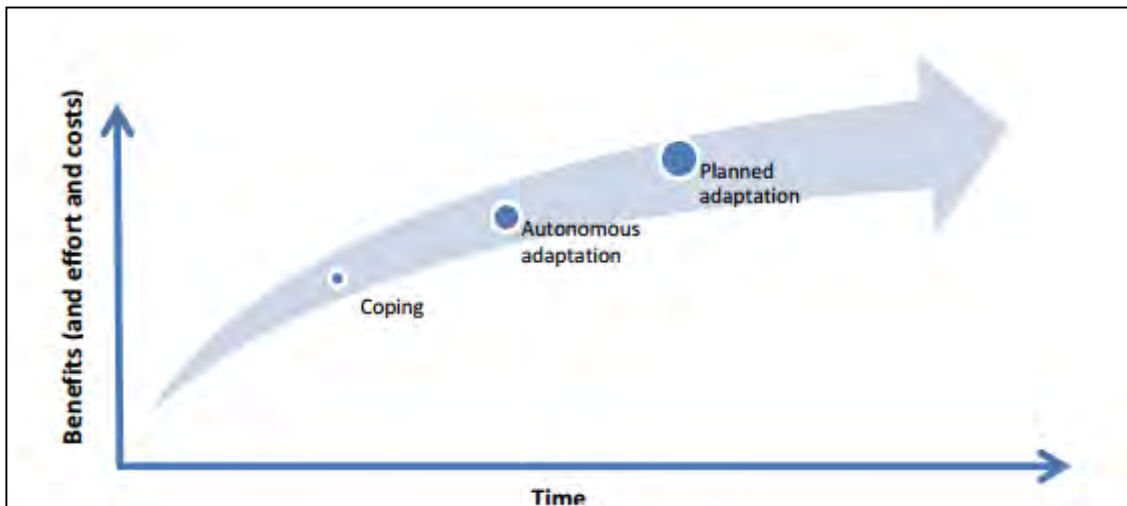 Benefits (and effort and costs)
Planned
adaptation
Autonomous
adaptation
Coping
Time